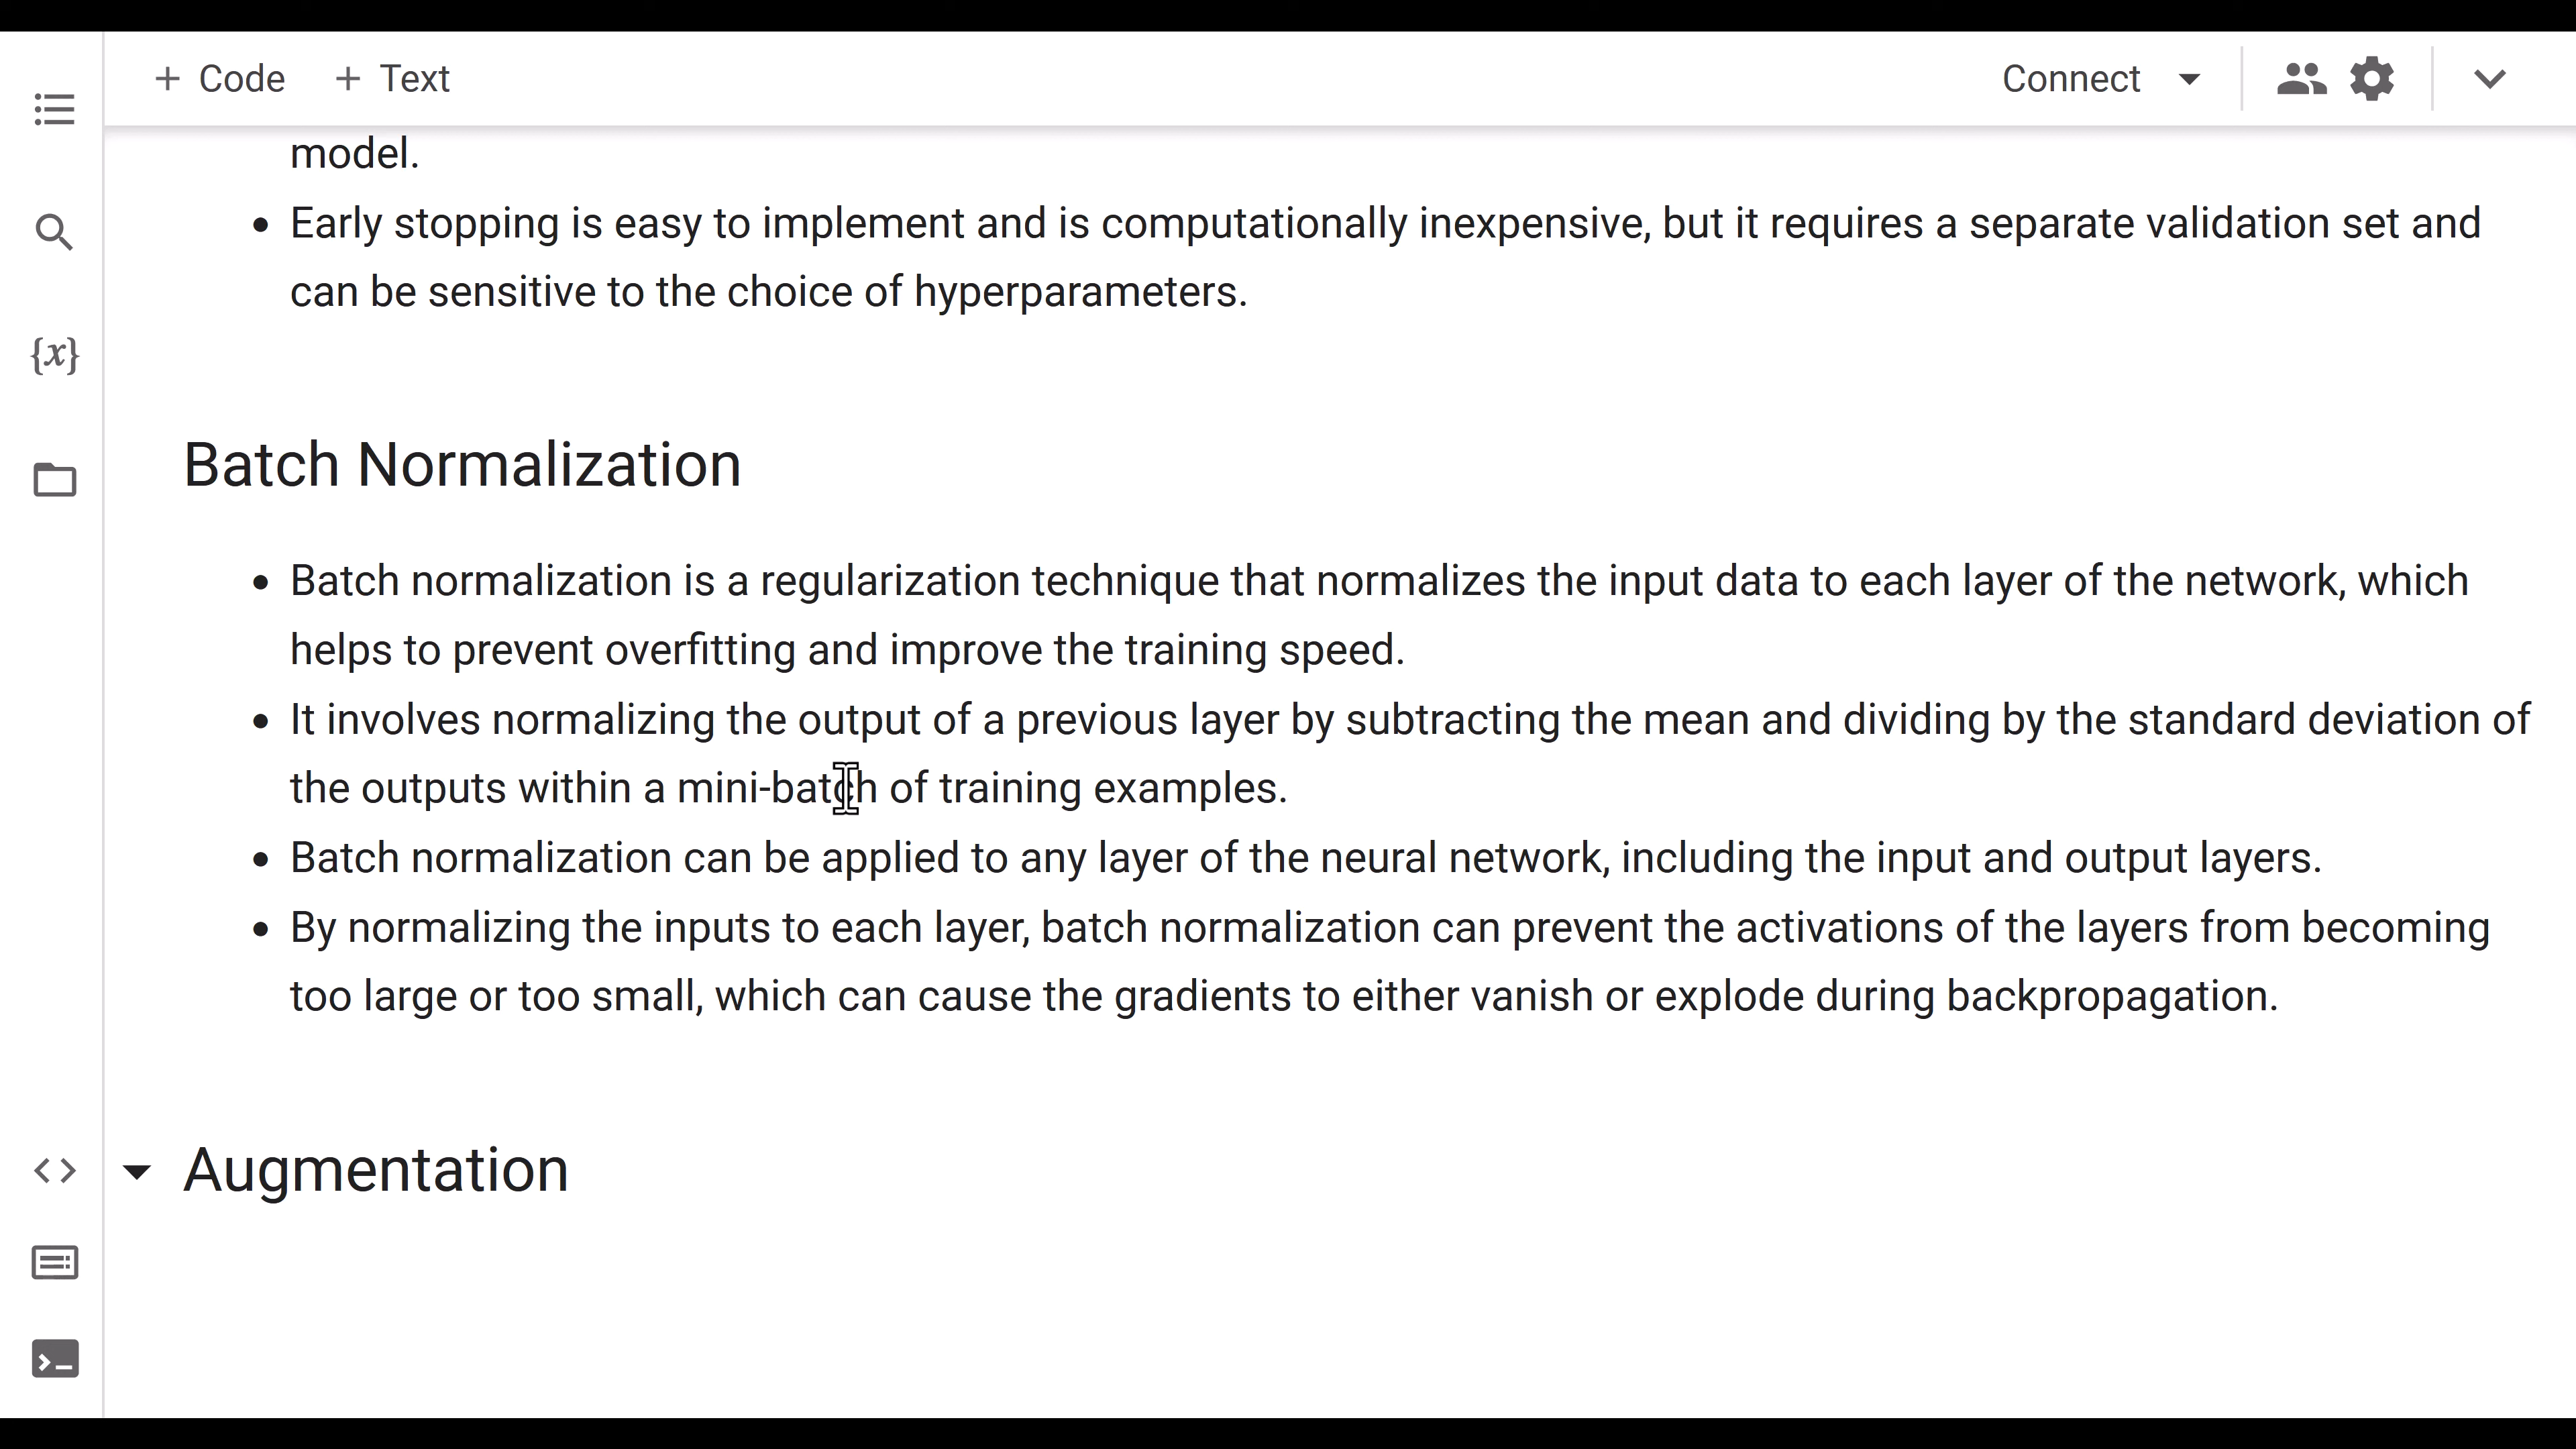 + Code + Text Connect
model.
• Early stopping is easy to implement and is computationally inexpensive, but it requires a separate validation set and
can be sensitive to the choice of hyperparameters.
{x}
Batch Normalization
• Batch normalization is a regularization technique that normalizes the input data to each layer of the network, which
helps to prevent overfitting and improve the training speed.
• It involves normalizing the output of a previous layer by subtracting the mean and dividing by the standard deviation of
the outputs within a mini-batch of training examples.
• Batch normalization can be applied to any layer of the neural network, including the input and output layers.
• By normalizing the inputs to each layer, batch normalization can prevent the activations of the layers from becoming
too large or too small, which can cause the gradients to either vanish or explode during backpropagation.
Augmentation